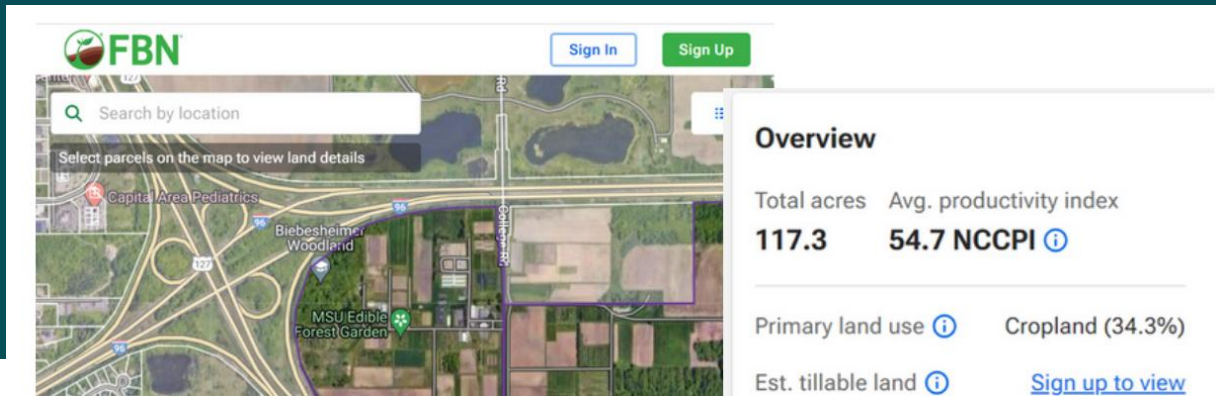 FBN
Sign In
Sign Up
127
Search by location
Select parcels on the map to view land details
Capital Area Pediatrics
96
96
Biebesheimer
Woodland
127
College Rd
MSU Edible
Forest Garden
96
Overview
Total acres Avg. productivity index
117.3 54.7 NCCPI
Primary land use Cropland (34.3%)
Est. tillable land Sign up to view